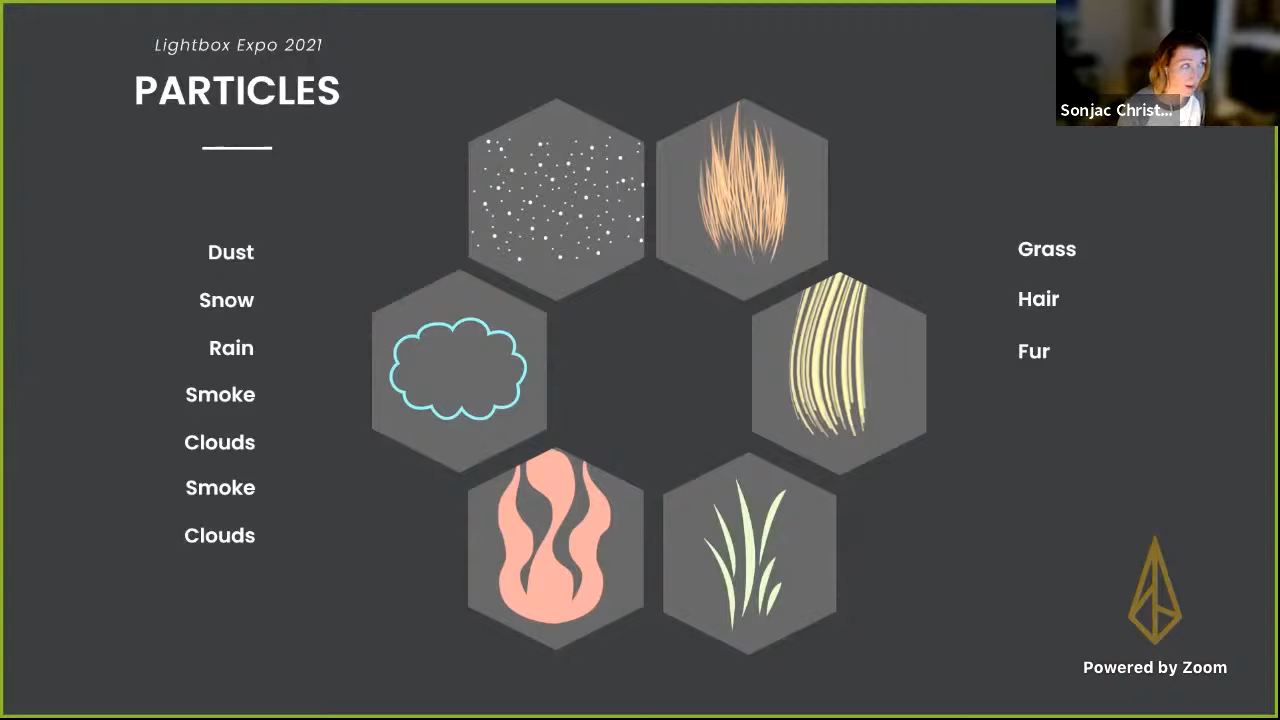 Lightbox Expo 2021
PARTICLES
Dust
Snow
Rain
Smoke
Clouds
Smoke
Clouds
Grass
Hair
Fur
Sonjac Christ...
Powered by Zoom